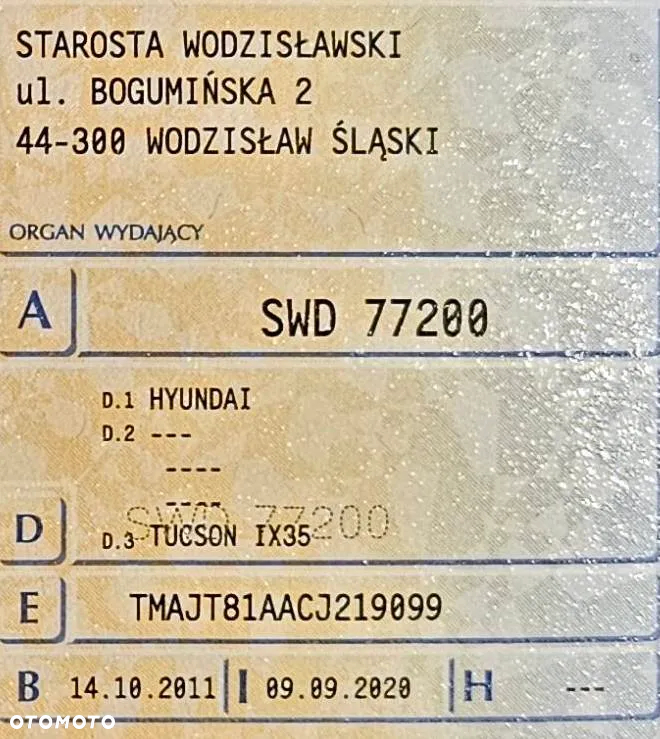 STAROSTA WODZISŁAWSKI
ul. BOGUMIŃSKA 2
44-300 WODZISŁAW ŚLĄSKI
ORGAN WYDAJĄCY
A SWD 77200
D.1 HYUNDAI
D.2 ---
----
----
SWD 77200
D D.3 TUCSON IX35
E TMAJT81AACJ219099
B 14.10.2011 I 09.09.2020 H ---
OTOMOTO